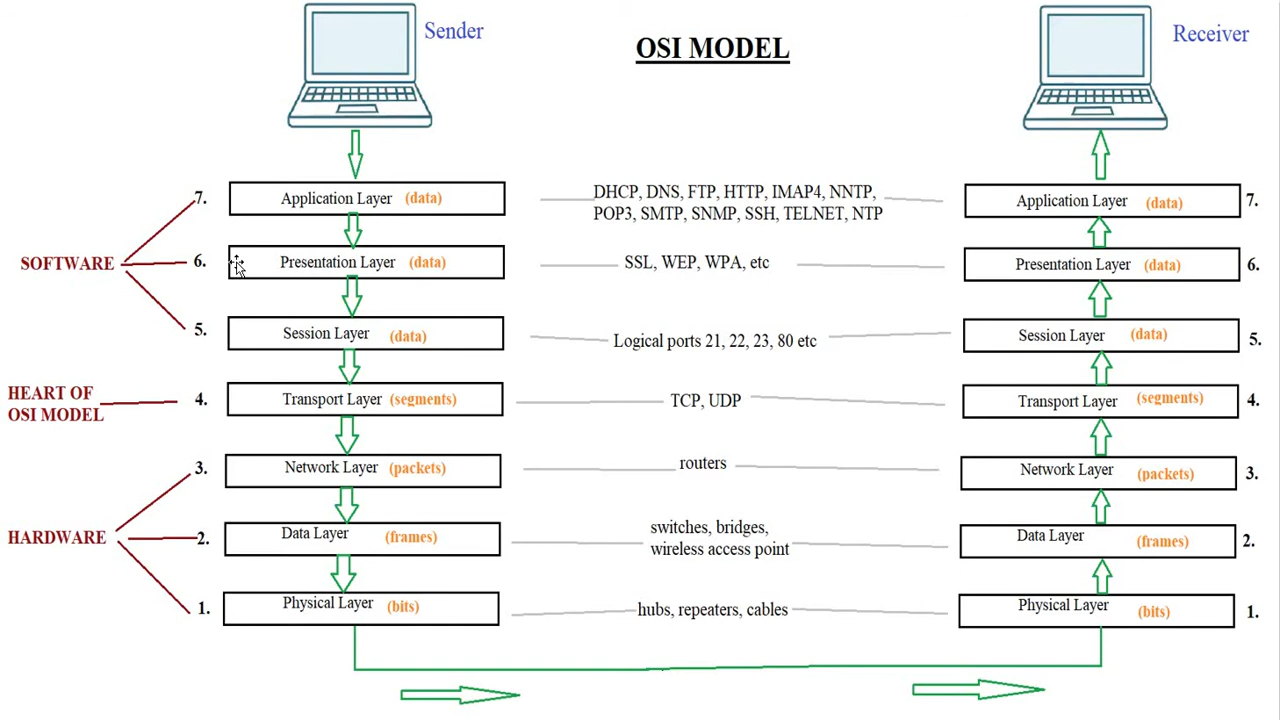 Sender
OSI MODEL
Receiver
7.
Application Layer (data)
DHCP, DNS, FTP, HTTP, IMAP4, NNTP,
POP3, SMTP, SNMP, SSH, TELNET, NTP
Application Layer (data)
7.
SOFTWARE
6.
Presentation Layer (data)
SSL, WEP, WPA, etc
Presentation Layer (data)
6.
5.
Session Layer (data)
Logical ports 21, 22, 23, 80 etc
Session Layer (data)
5.
HEART OF
OSI MODEL
4.
Transport Layer (segments)
TCP, UDP
Transport Layer (segments)
4.
3.
Network Layer (packets)
routers
Network Layer (packets)
3.
HARDWARE
2.
Data Layer (frames)
switches, bridges,
wireless access point
Data Layer (frames)
2.
1.
Physical Layer (bits)
hubs, repeaters, cables
Physical Layer (bits)
1.